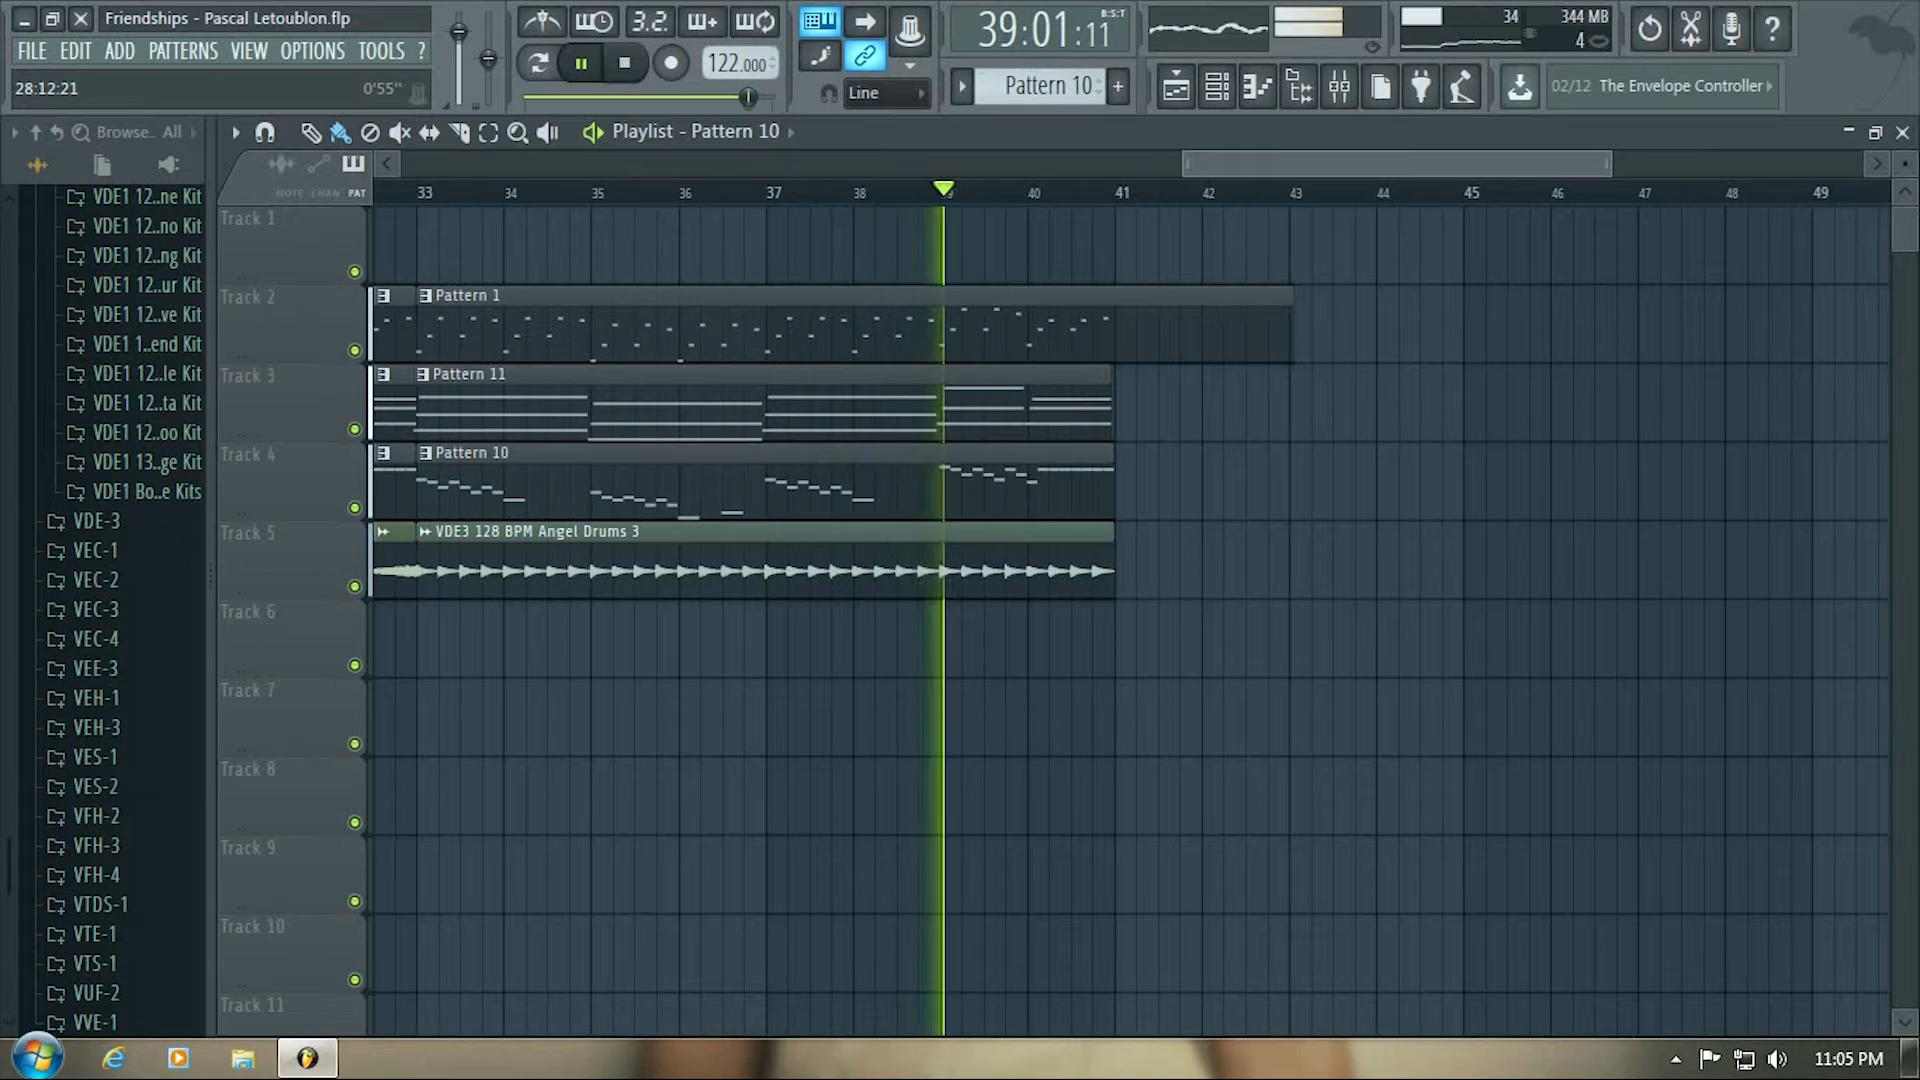 Friendships - Pascal Letoublon.flp
FILE EDIT ADD PATTERNS VIEW OPTIONS TOOLS ?
28:12:21 0'55"
3.2.
122.000
Line
39:01:11
B:S:T
Pattern 10
34
344 MB
4
02/12 The Envelope Controller
Browse.. All
Playlist - Pattern 10
NOTE CHAN PAT
33 34 35 36 37 38 40 41 42 43 44 45 46 47 48 49
VDE1 12..ne Kit
VDE1 12..no Kit
VDE1 12..ng Kit
VDE1 12..ur Kit
VDE1 12..ve Kit
VDE1 1..end Kit
VDE1 12..le Kit
VDE1 12..ta Kit
VDE1 12..oo Kit
VDE1 13..ge Kit
VDE1 Bo..e Kits
VDE-3
VEC-1
VEC-2
VEC-3
VEC-4
VEE-3
VEH-1
VEH-3
VES-1
VES-2
VFH-2
VFH-3
VFH-4
VTDS-1
VTE-1
VTS-1
VUF-2
VVE-1
Track 1
Track 2
Pattern 1
Track 3
Pattern 11
Track 4
Pattern 10
Track 5
VDE3 128 BPM Angel Drums 3
Track 6
Track 7
Track 8
Track 9
Track 10
Track 11
11:05 PM